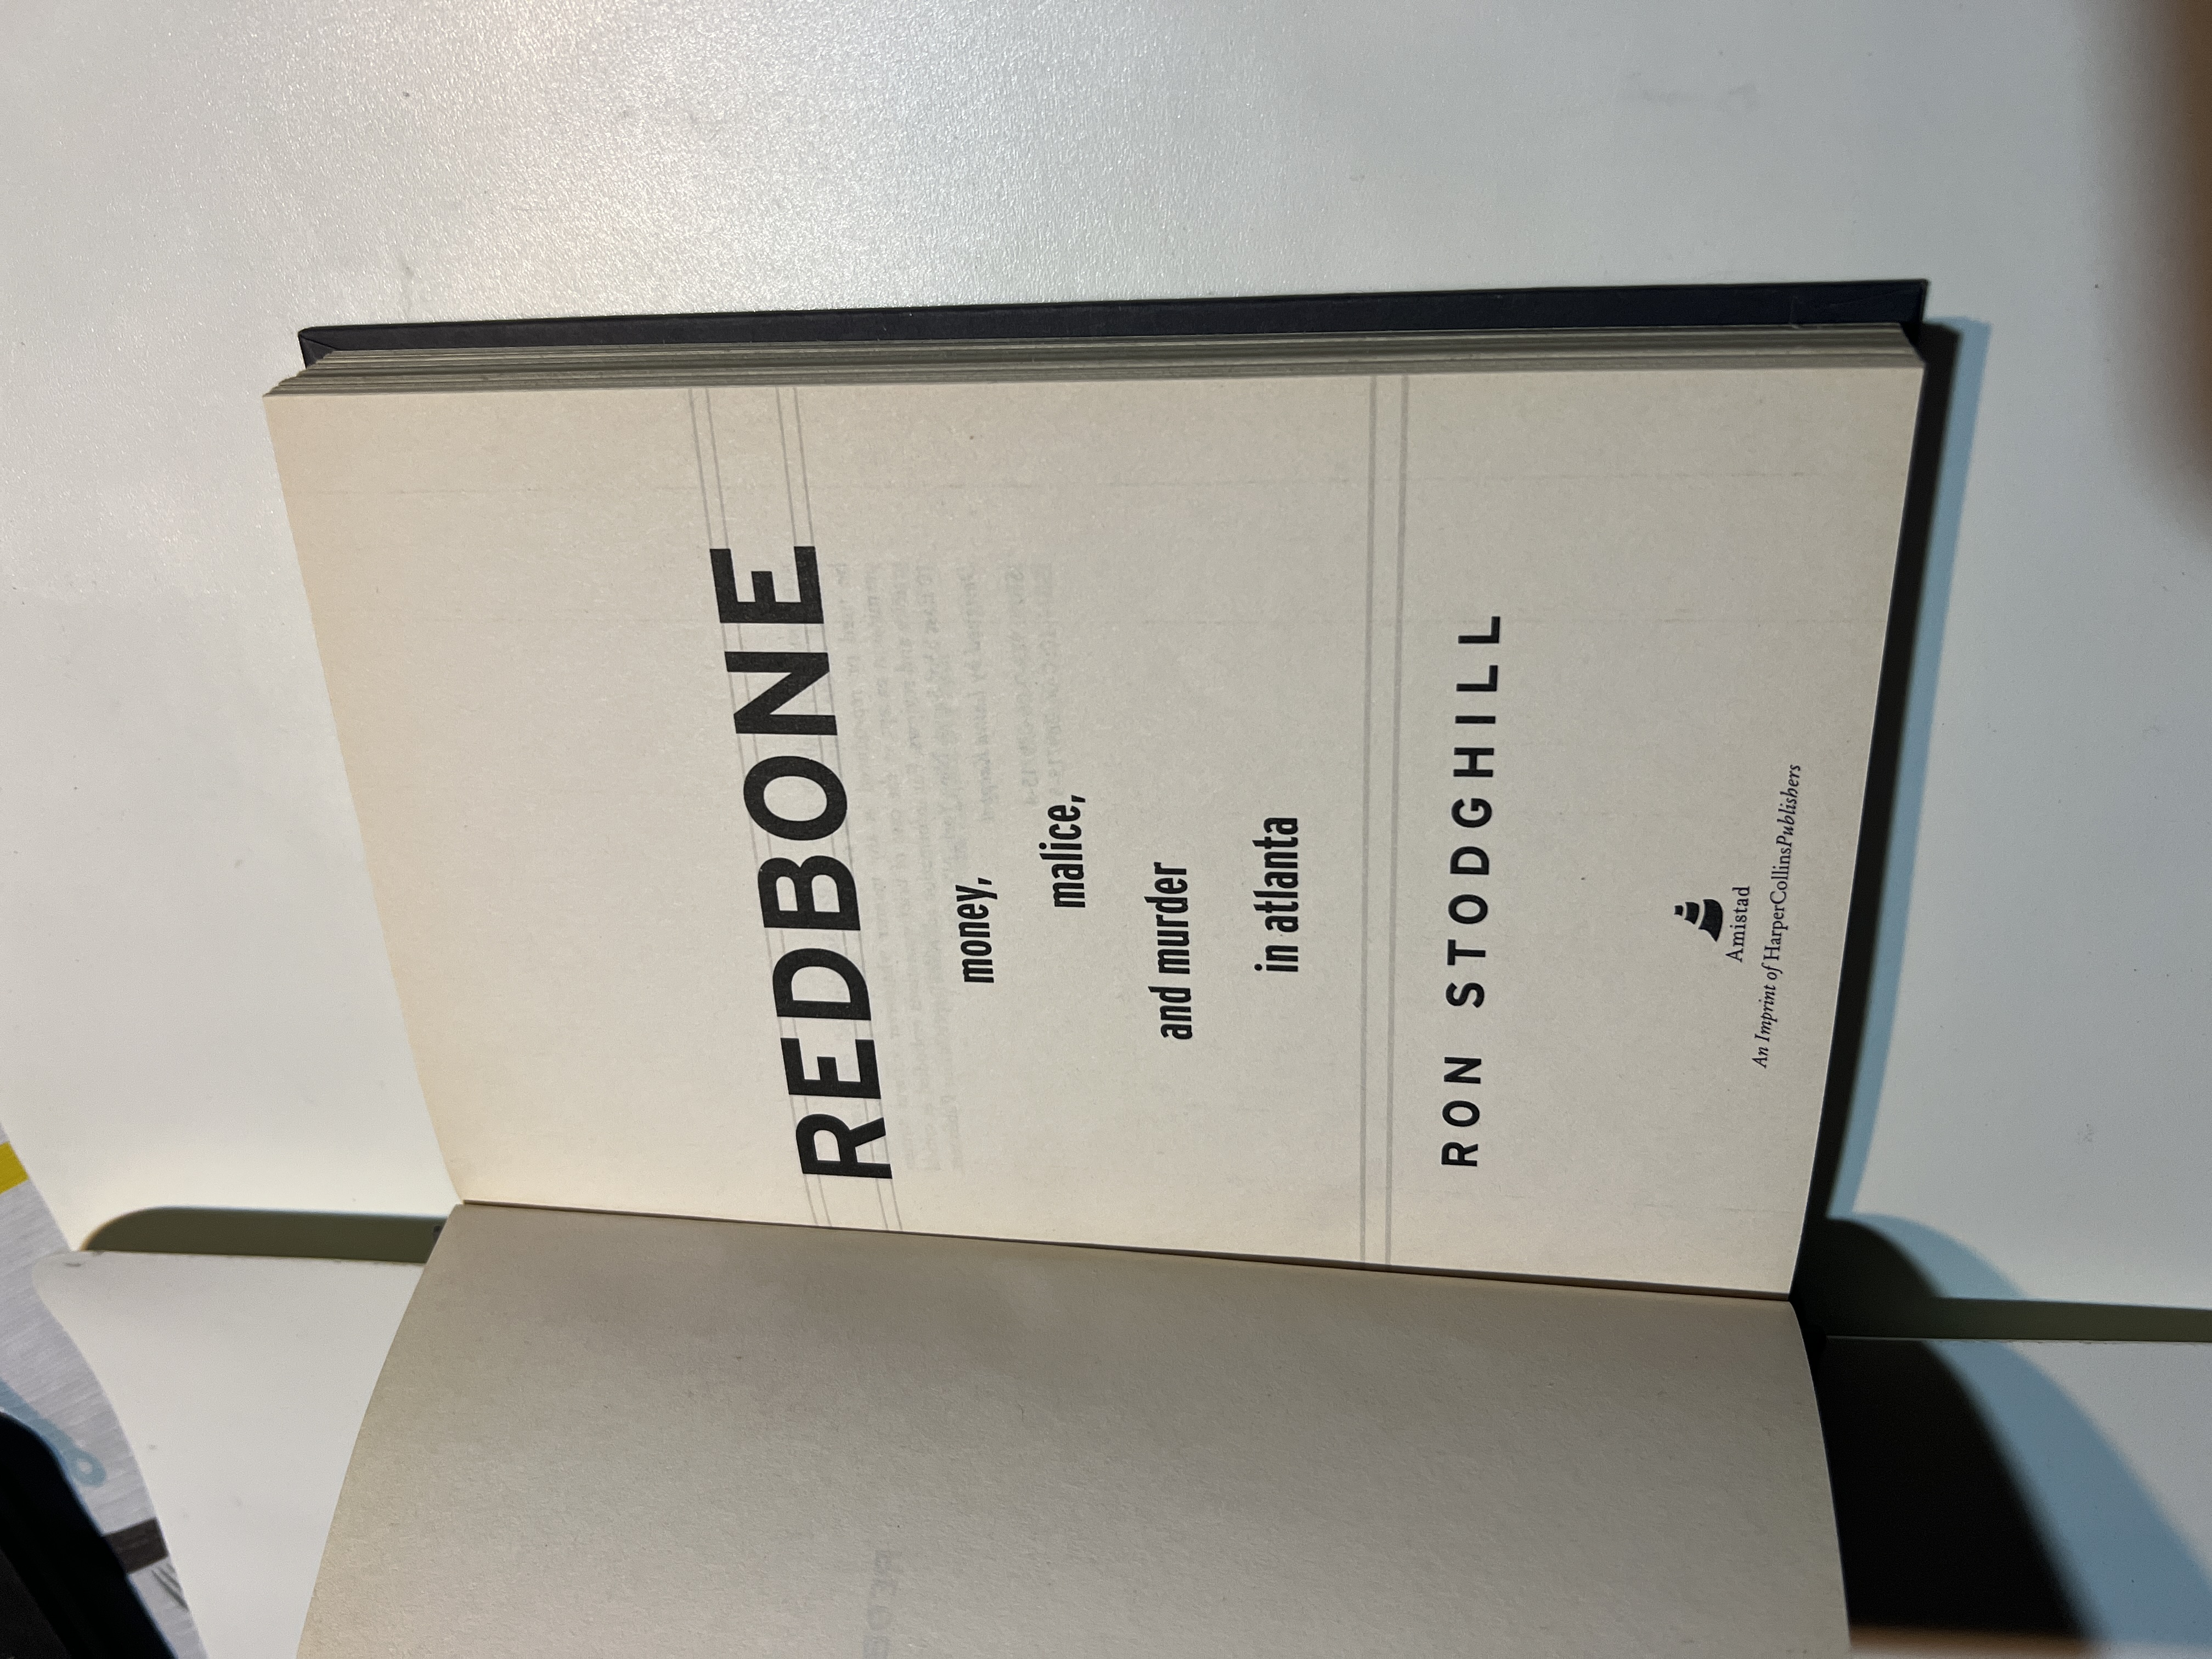 REDBONE
money,
malice,
and murder
in atlanta
RON STODGHILL
Amistad
An Imprint of HarperCollinsPublishers